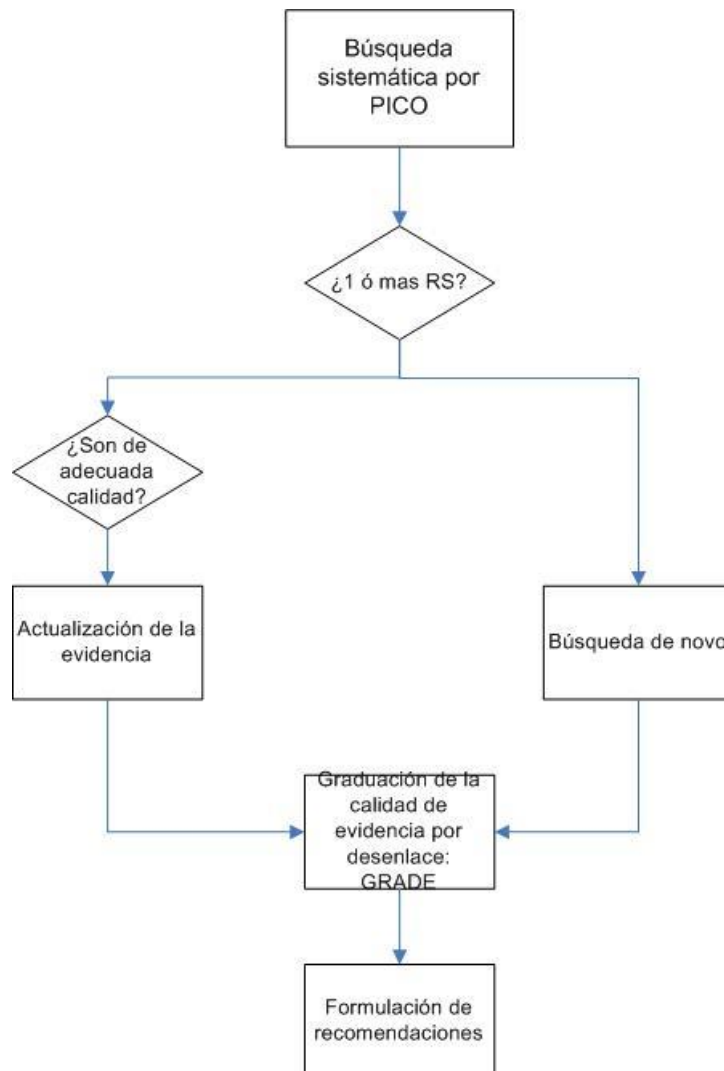 Búsqueda
sistemática por
PICO
¿1 ó mas RS?
¿Son de
adecuada
calidad?
Actualización de la
evidencia
Búsqueda de novo
Graduación de la
calidad de
evidencia por
desenlace:
GRADE
Formulación de
recomendaciones